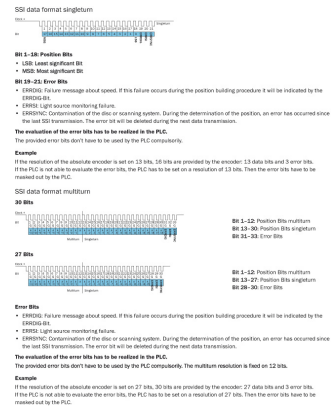 SSI data format singleturn
Clock +
Singleturn
Bit
Bit 1–18: Position Bits
• LSB: Least significant Bit
• MSB: Most significant Bit
Bit 19–21: Error Bits
• ERRDIG: Failure message about speed. If this failure occurs during the position building procedure it will be indicated by the
ERRDIG-Bit.
• ERRSI: Light source monitoring failure.
• ERRSYNC: Contamination of the disc or scanning system. During the determination of the position, an error has occurred since
the last SSI transmission. The error bit will be deleted during the next data transmission.
The evaluation of the error bits has to be realized in the PLC.
The provided error bits don't have to be used by the PLC compulsorily.
Example
If the resolution of the absolute encoder is set on 13 bits, 16 bits are provided by the encoder: 13 data bits and 3 error bits.
If the PLC is not able to evaluate the error bits, the PLC has to be set on a resolution of 13 bits. Then the error bits have to be
masked out by the PLC.
SSI data format multiturn
30 Bits
Clock +
Bit
Multiturn Singleturn
Bit 1–12: Position Bits multiturn
Bit 13–30: Position Bits singleturn
Bit 31–33: Error Bits
27 Bits
Clock +
Bit
Multiturn Singleturn
Bit 1–12: Position Bits multiturn
Bit 13–27: Position Bits singleturn
Bit 28–30: Error Bits
Error Bits
• ERRDIG: Failure message about speed. If this failure occurs during the position building procedure it will be indicated by the
ERRDIG-Bit.
• ERRSI: Light source monitoring failure.
• ERRSYNC: Contamination of the disc or scanning system. During the determination of the position, an error has occurred since
the last SSI transmission. The error bit will be deleted during the next data transmission.
The evaluation of the error bits has to be realized in the PLC.
The provided error bits don't have to be used by the PLC compulsorily. The multiturn resolution is fixed on 12 bits.
Example
If the resolution of the absolute encoder is set on 27 bits, 30 bits are provided by the encoder: 27 data bits and 3 error bits.
If the PLC is not able to evaluate the error bits, the PLC has to be set on a resolution of 27 bits. Then the error bits have to be
masked out by the PLC.